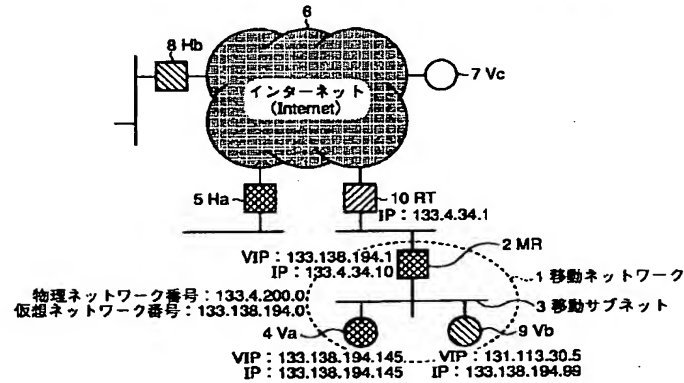 6
8 Hb
インターネット
(Internet)
7 Vc
5 Ha
10 RT
IP：133.4.34.1
2 MR
VIP：133.138.194.1
IP：133.4.34.10
1 移動ネットワーク
物理ネットワーク番号：133.4.200.0
仮想ネットワーク番号：133.138.194.0
3 移動サブネット
4 Va
9 Vb
VIP：133.138.194.145
VIP：131.113.30.5
IP：133.138.194.145
IP：133.138.194.99